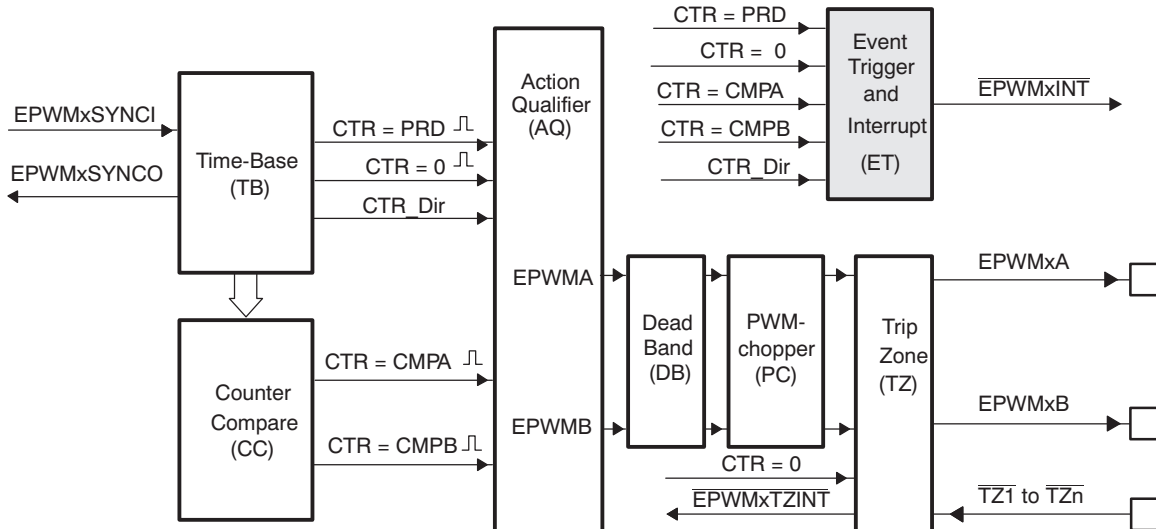 EPWMxSYNCI
EPWMxSYNCO
Time-Base
(TB)
CTR = PRD
CTR = 0
CTR_Dir
Counter
Compare
(CC)
CTR = CMPA
CTR = CMPB
Action
Qualifier
(AQ)
EPWMA
EPWMB
CTR = PRD
CTR = 0
CTR = CMPA
CTR = CMPB
CTR_Dir
Event
Trigger
and
Interrupt
(ET)
EPWMxINT
Dead
Band
(DB)
PWM-
chopper
(PC)
CTR = 0
EPWMxTZINT
Trip
Zone
(TZ)
EPWMxA
EPWMxB
TZ1 to TZn